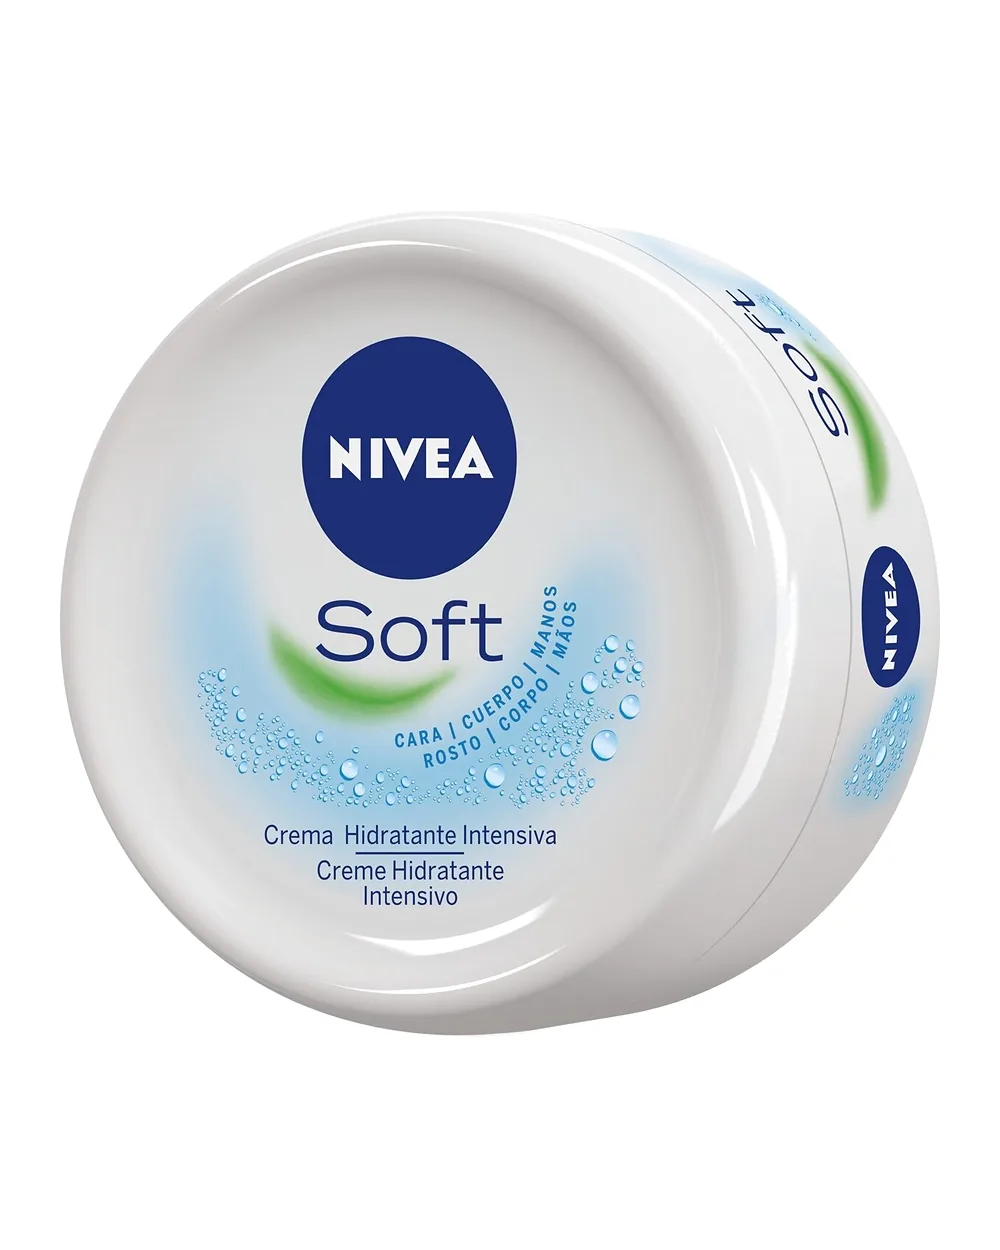 NIVEA
Soft
CARA | CUERPO | MANOS
ROSTO | CORPO | MÃOS
Crema Hidratante Intensiva
Creme Hidratante
Intensivo
Soft
NIVEA